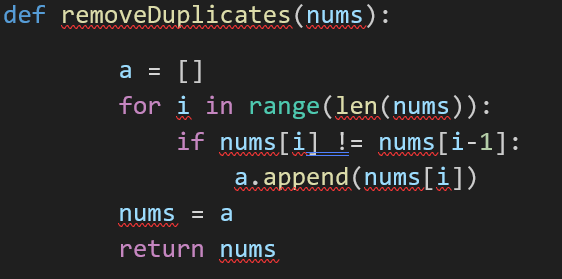 def removeDuplicates(nums):
a = []
for i in range(len(nums)):
if nums[i] != nums[i-1]:
a.append(nums[i])
nums = a
return nums